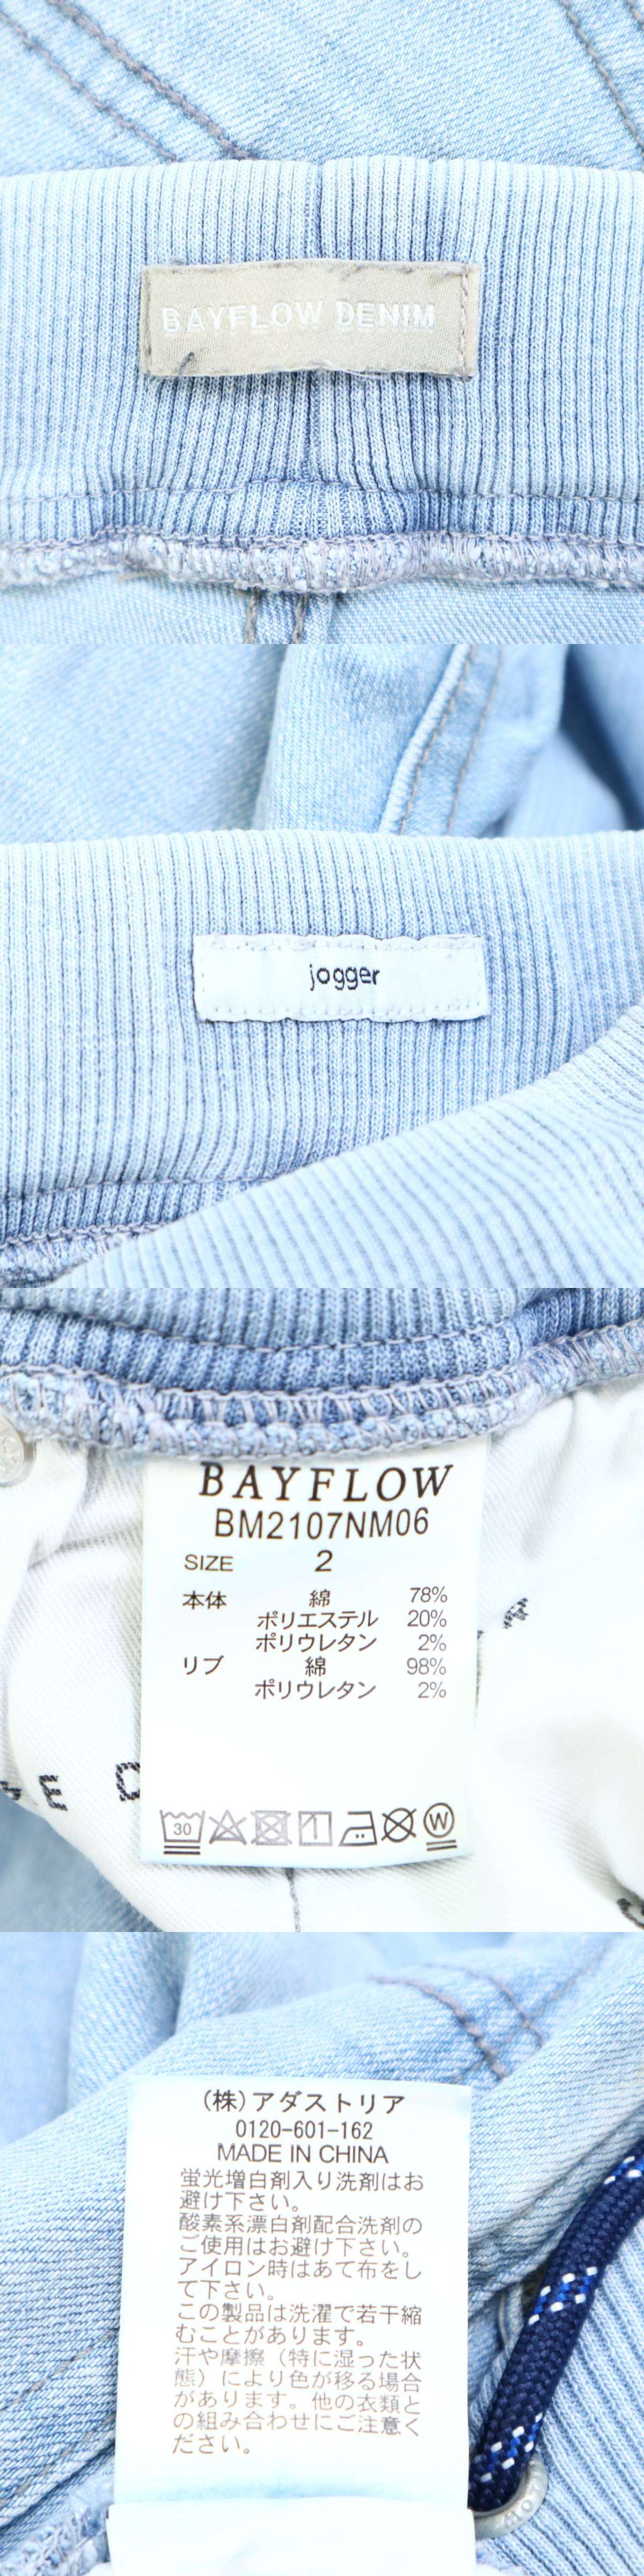 BAYFLOW DENIM
jogger
BAYFLOW
BM2107NM06
SIZE 2
本体 綿 78%
ポリエステル 20%
ポリウレタン 2%
リブ 綿 98%
ポリウレタン 2%
30
W
(株)アダストリア
0120-601-162
MADE IN CHINA
蛍光増白剤入り洗剤はお
避け下さい。
酸素系漂白剤配合洗剤の
ご使用はお避け下さい。
アイロン時はあて布をし
て下さい。
この製品は洗濯で若干縮
むことがあります。
汗や摩擦（特に湿った状
態）により色が移る場合
があります。他の衣類と
の組み合わせにご注意く
ださい。